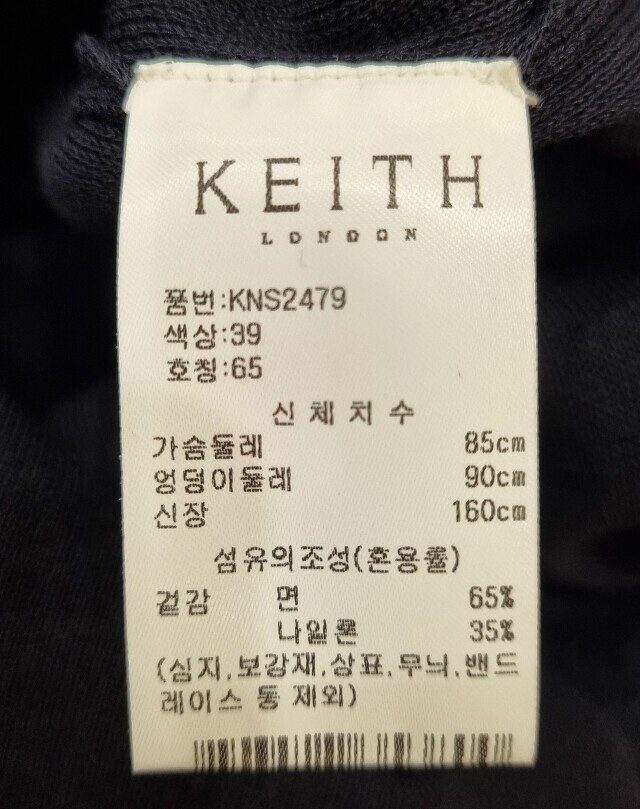 KEITH
LONDON
품번:KNS2479
색상:39
호칭:65
신 체 치 수
가슴둘레 85cm
엉덩이둘레 90cm
신장 160cm
섬유의조성(혼용률)
겉감 면 65%
나일론 35%
(심지,보강재,상표,무늬,밴드
레이스 등 제외)